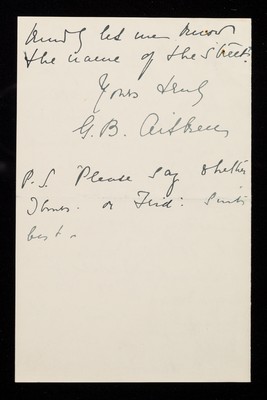 kindly let me know
the name of the street?
Yours truly
G. B. Aitken
P.S. Please say whether
Thurs. or Frid: suits
best.